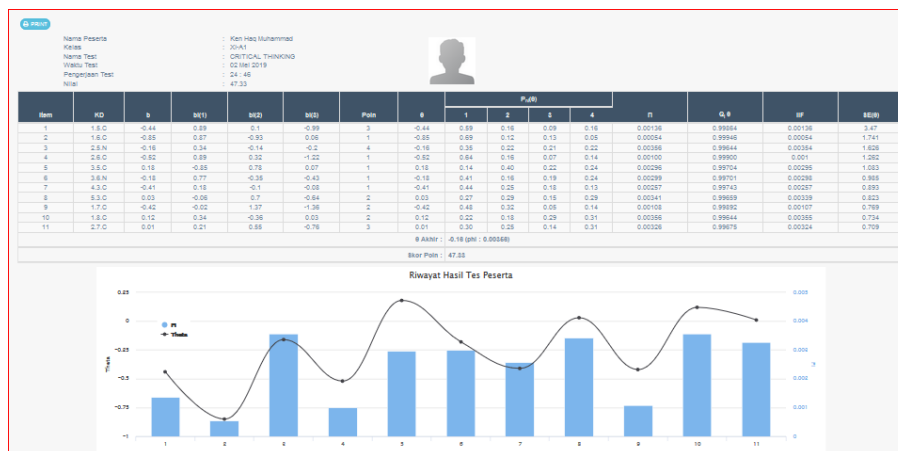 PRINT
Nama Peserta : Ken Haq Muhammad
Kelas : XI-A1
Nama Test : CRITICAL THINKING
Waktu Test : 02 Mei 2019
Pengerjaan Test : 24 : 46
Nilai : 47.33
Item KD b bi(1) bi(2) bi(3) Poin θ 1 2 3 4 IIF SE(θ)
1 1.5.C -0.44 0.89 0.1 -0.99 3 -0.44 0.59 0.16 0.09 0.16 0.00136 0.99864 0.00136 3.47
2 1.6.C -0.85 0.87 -0.93 0.06 1 -0.85 0.69 0.12 0.13 0.05 0.00054 0.99946 0.00054 1.741
3 2.5.N -0.16 0.34 -0.14 -0.2 4 -0.16 0.35 0.22 0.21 0.22 0.00356 0.99644 0.00354 1.626
4 2.6.C -0.52 0.89 0.32 -1.22 1 -0.52 0.64 0.16 0.07 0.14 0.00100 0.99900 0.001 1.262
5 3.5.C 0.18 -0.85 0.78 0.07 1 0.18 0.14 0.40 0.22 0.24 0.00296 0.99704 0.00295 1.083
6 3.6.N -0.18 0.77 -0.35 -0.43 1 -0.18 0.41 0.16 0.19 0.24 0.00299 0.99701 0.00298 0.985
7 4.3.C -0.41 0.18 -0.1 -0.08 1 -0.41 0.44 0.25 0.18 0.13 0.00257 0.99743 0.00257 0.893
8 5.3.C 0.03 -0.06 0.7 -0.64 2 0.03 0.27 0.29 0.15 0.29 0.00341 0.99659 0.00339 0.823
9 1.7.C -0.42 -0.02 1.37 -1.36 2 -0.42 0.48 0.32 0.06 0.14 0.00108 0.99892 0.00107 0.769
10 1.8.C 0.12 0.34 -0.36 0.03 2 0.12 0.22 0.18 0.29 0.31 0.00356 0.99644 0.00355 0.734
11 2.7.C 0.01 0.21 0.55 -0.76 3 0.01 0.30 0.25 0.14 0.31 0.00325 0.99675 0.00324 0.709
θ Akhir : -0.16 (phi : 0.00356)
Skor Poin : 47.33
Riwayat Hasil Tes Peserta
0.25 0.005
0 0.004
-0.25 0.003
-0.5 0.002
-0.75 0.001
-1 0
Pi
Theta
Theta
1 2 3 4 5 6 7 8 9 10 11